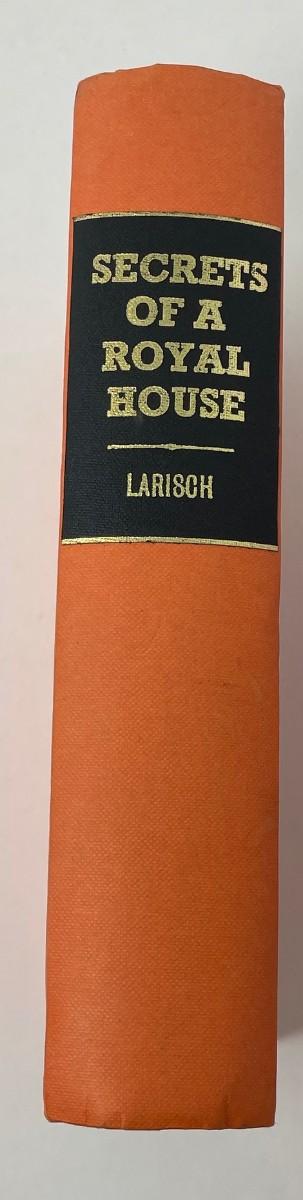 SECRETS
OF A
ROYAL
HOUSE
LARISCH